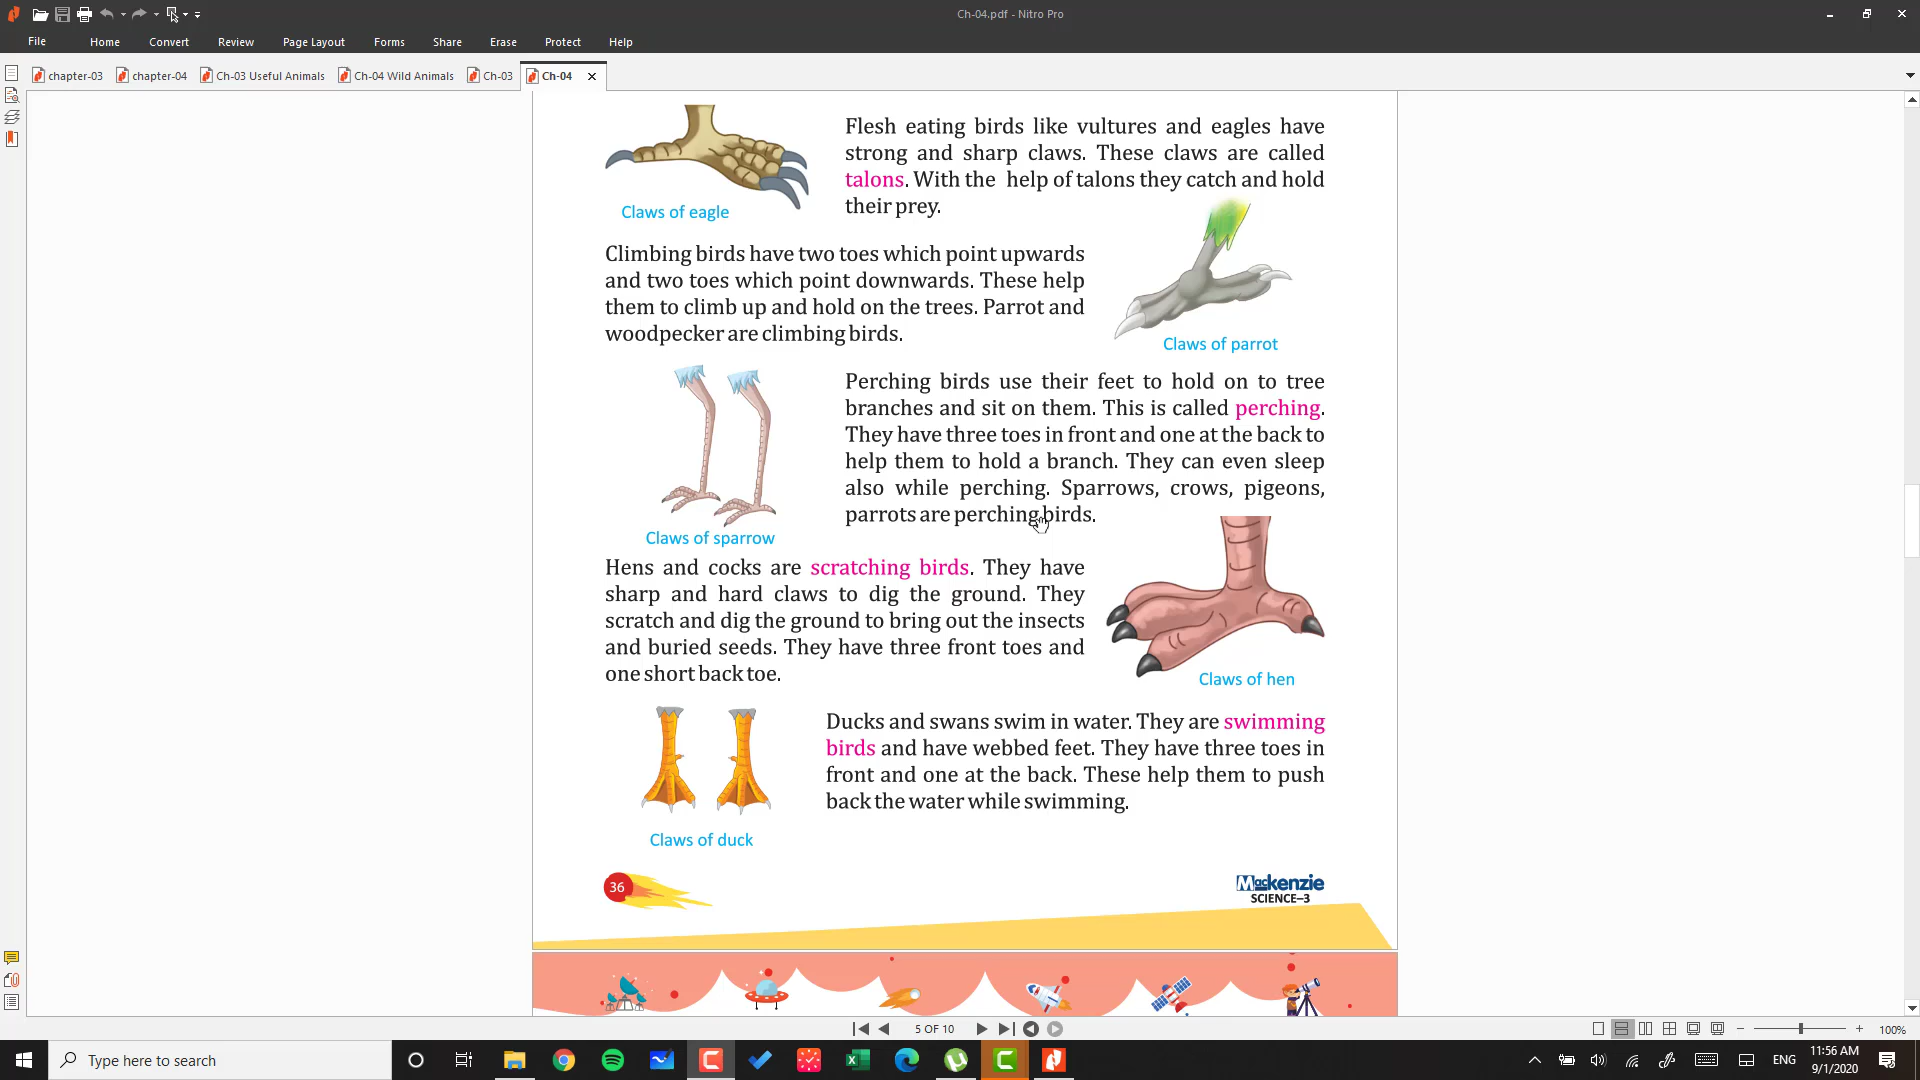 Ch-04.pdf - Nitro Pro
File Home Convert Review Page Layout Forms Share Erase Protect Help
chapter-03 chapter-04 Ch-03 Useful Animals Ch-04 Wild Animals Ch-03 Ch-04
Flesh eating birds like vultures and eagles have
strong and sharp claws. These claws are called
talons. With the help of talons they catch and hold
their prey.
Claws of eagle
Climbing birds have two toes which point upwards
and two toes which point downwards. These help
them to climb up and hold on the trees. Parrot and
woodpecker are climbing birds.
Claws of parrot
Perching birds use their feet to hold on to tree
branches and sit on them. This is called perching.
They have three toes in front and one at the back to
help them to hold a branch. They can even sleep
also while perching. Sparrows, crows, pigeons,
parrots are perching birds.
Claws of sparrow
Hens and cocks are scratching birds. They have
sharp and hard claws to dig the ground. They
scratch and dig the ground to bring out the insects
and buried seeds. They have three front toes and
one short back toe.
Claws of hen
Ducks and swans swim in water. They are swimming
birds and have webbed feet. They have three toes in
front and one at the back. These help them to push
back the water while swimming.
Claws of duck
36
Mackenzie
SCIENCE–3
5 OF 10
100%
Type here to search
ENG
11:56 AM
9/1/2020